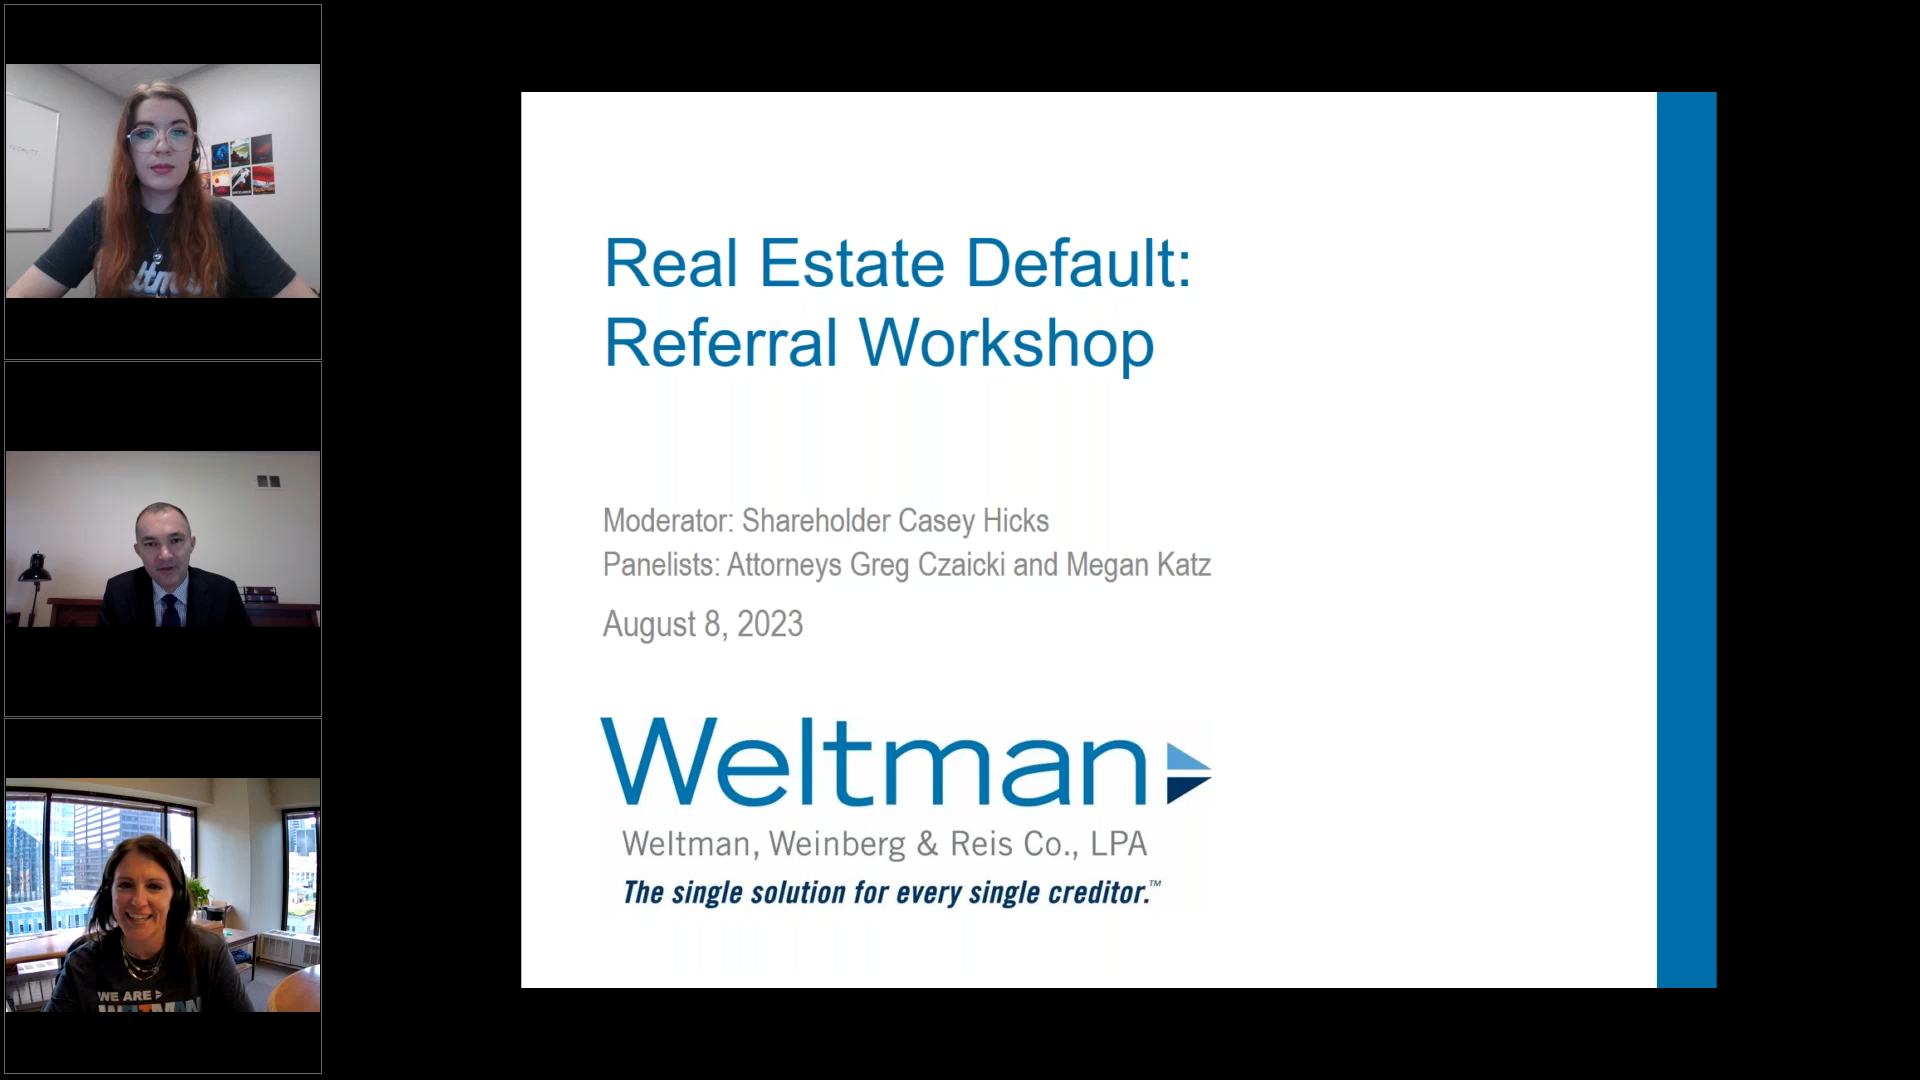 Real Estate Default:
Referral Workshop
Moderator: Shareholder Casey Hicks
Panelists: Attorneys Greg Czaicki and Megan Katz
August 8, 2023
Weltman
Weltman, Weinberg & Reis Co., LPA
The single solution for every single creditor.™
WE ARE